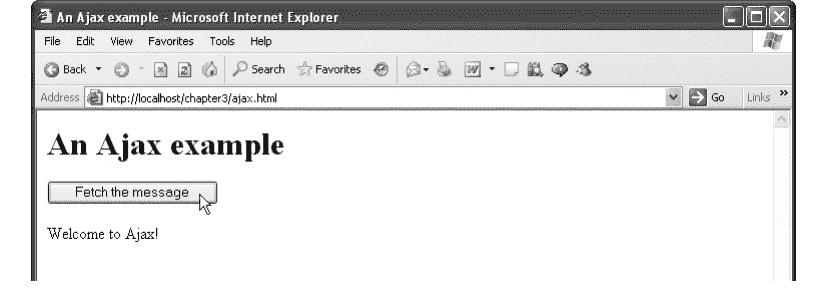 An Ajax example - Microsoft Internet Explorer
File Edit View Favorites Tools Help
Back Search Favorites W
Address http://localhost/chapter3/ajax.html Go Links »
An Ajax example
Fetch the message
Welcome to Ajax!